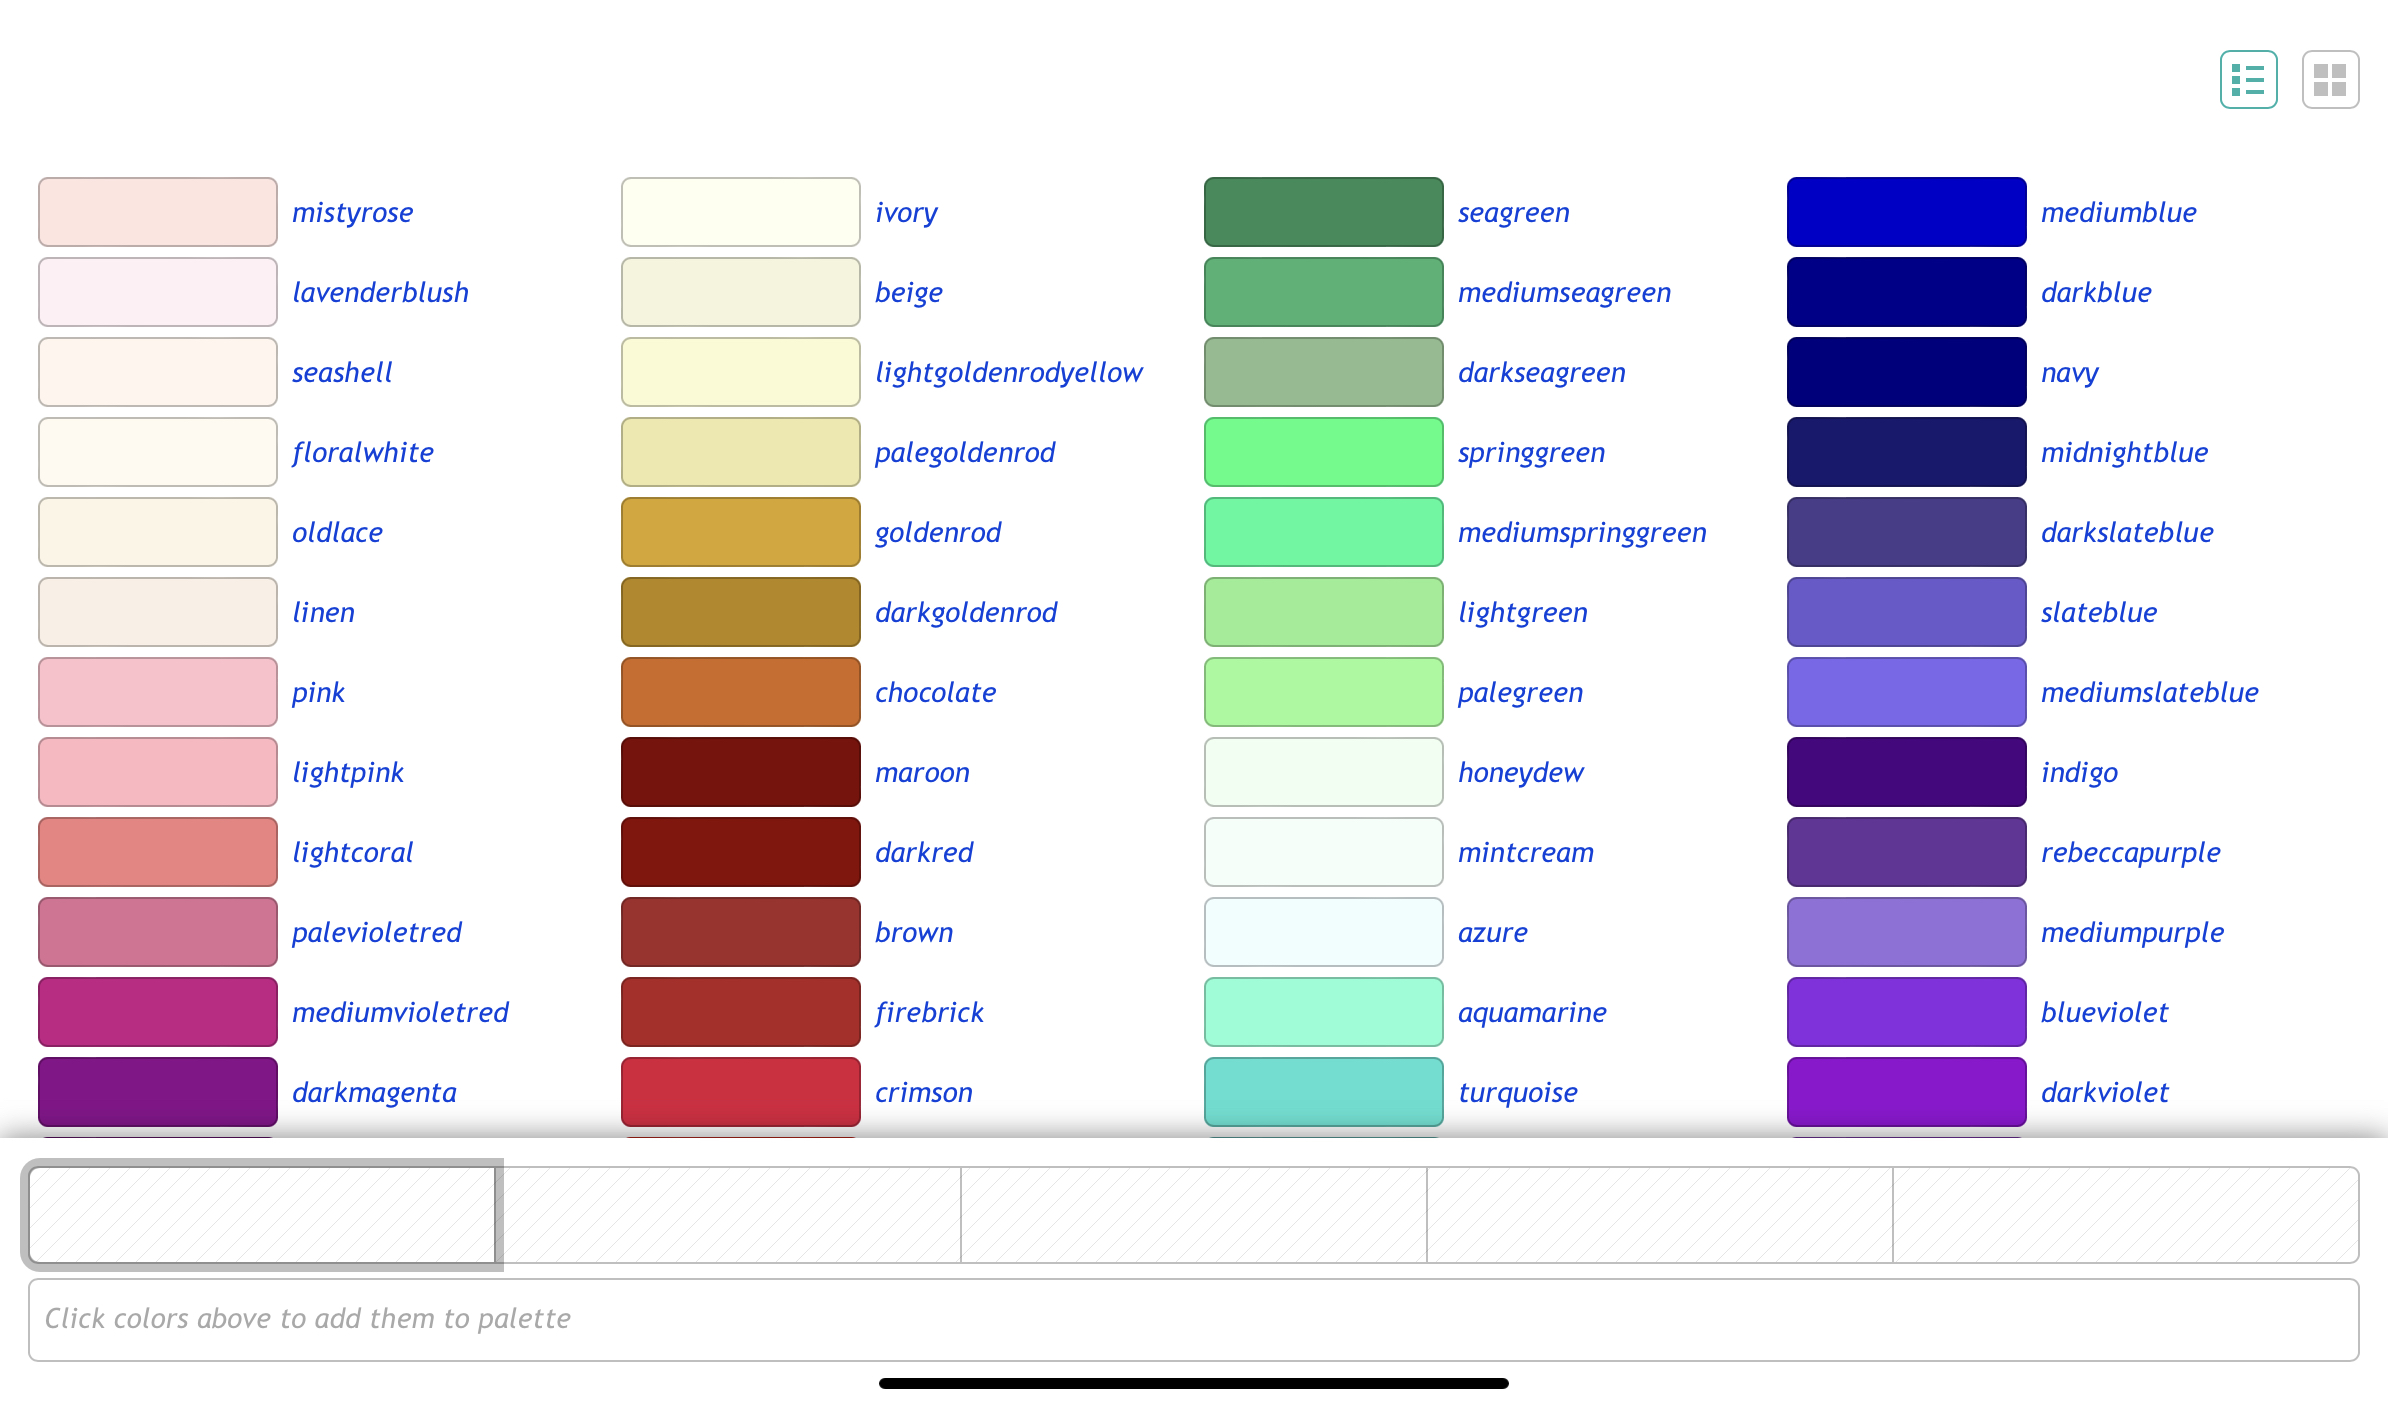 mistyrose
lavenderblush
seashell
floralwhite
oldlace
linen
pink
lightpink
lightcoral
palevioletred
mediumvioletred
darkmagenta
ivory
beige
lightgoldenrodyellow
palegoldenrod
goldenrod
darkgoldenrod
chocolate
maroon
darkred
brown
firebrick
crimson
seagreen
mediumseagreen
darkseagreen
springgreen
mediumspringgreen
lightgreen
palegreen
honeydew
mintcream
azure
aquamarine
turquoise
mediumblue
darkblue
navy
midnightblue
darkslateblue
slateblue
mediumslateblue
indigo
rebeccapurple
mediumpurple
blueviolet
darkviolet
Click colors above to add them to palette